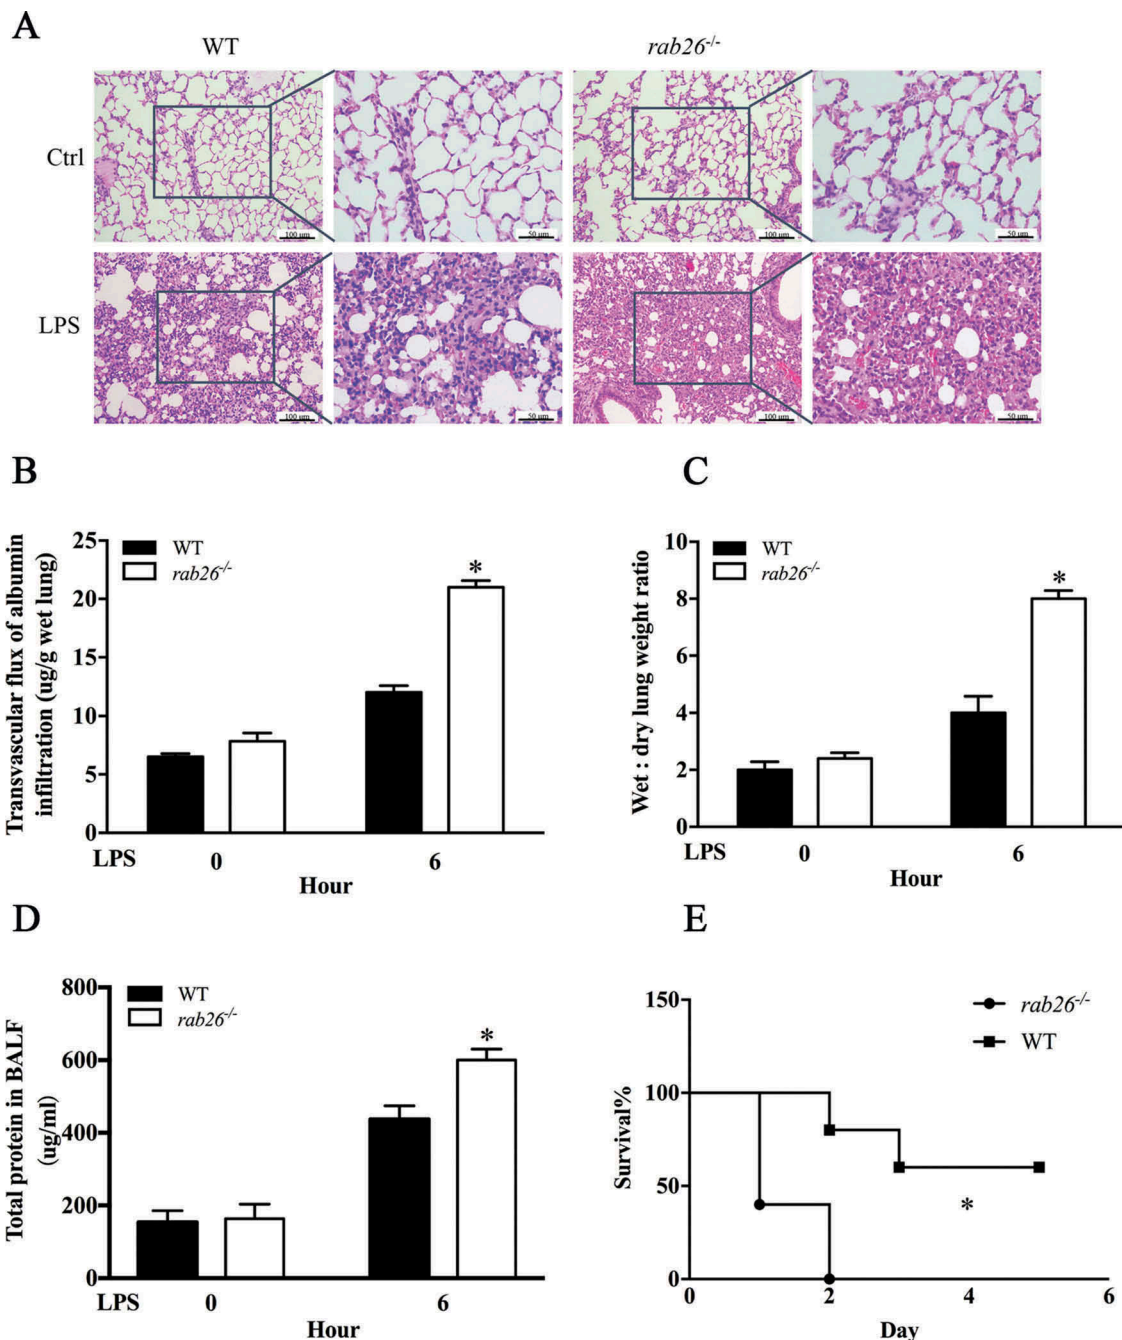 A
WT
rab26-/-
Ctrl
100 um
50 um
100 um
50 um
LPS
100 um
50 um
100 um
50 um
B
Transvascular flux of albumin
infiltration (ug/g wet lung)
25
20
15
10
5
0
WT
rab26-/-
*
LPS
0
6
Hour
C
Wet : dry lung weight ratio
10
8
6
4
2
0
WT
rab26-/-
*
LPS
0
6
Hour
D
Total protein in BALF
(ug/ml)
800
600
400
200
0
WT
rab26-/-
*
LPS
0
6
Hour
E
Survival%
150
100
50
0
rab26-/-
WT
*
0
2
4
6
Day